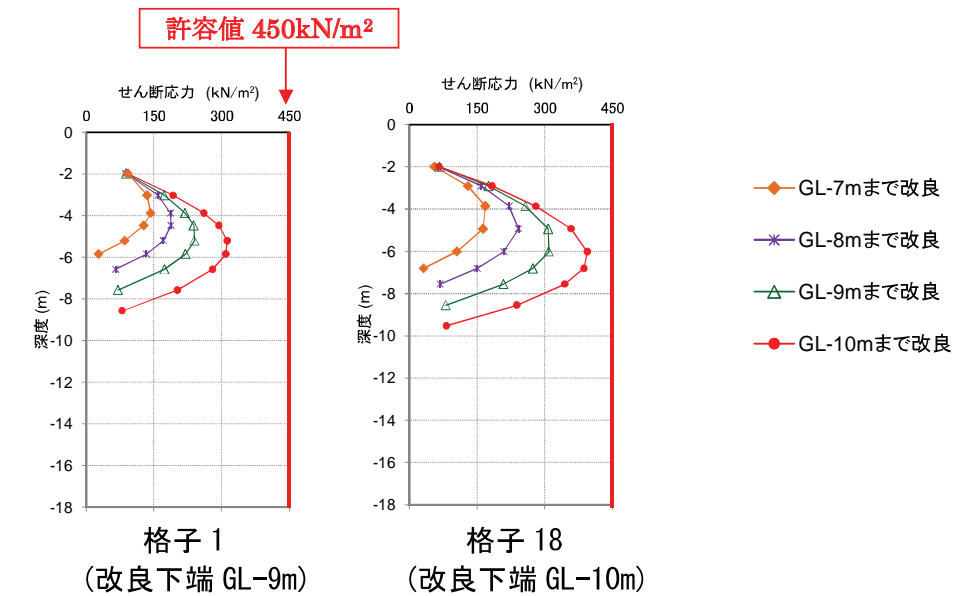 許容値 450kN/m²
せん断応力 (kN/m²)
0 150 300 450
0
-2
-4
-6
-8
-10
-12
-14
-16
-18
深度 (m)
格子 1
(改良下端 GL-9m)
せん断応力 (kN/m²)
0 150 300 450
0
-2
-4
-6
-8
-10
-12
-14
-16
-18
深度 (m)
格子 18
(改良下端 GL-10m)
GL-7mまで改良
GL-8mまで改良
GL-9mまで改良
GL-10mまで改良